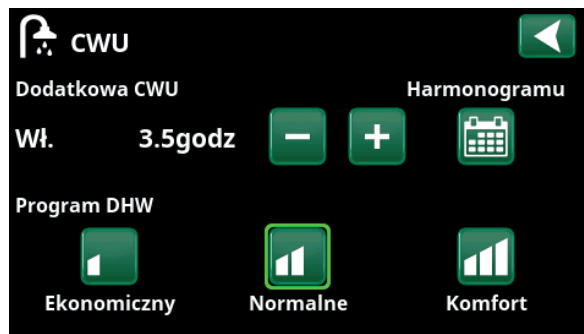 CWU
Dodatkowa CWU Harmonogramu
Wł. 3.5godz − +
Program DHW
Ekonomiczny Normalne Komfort